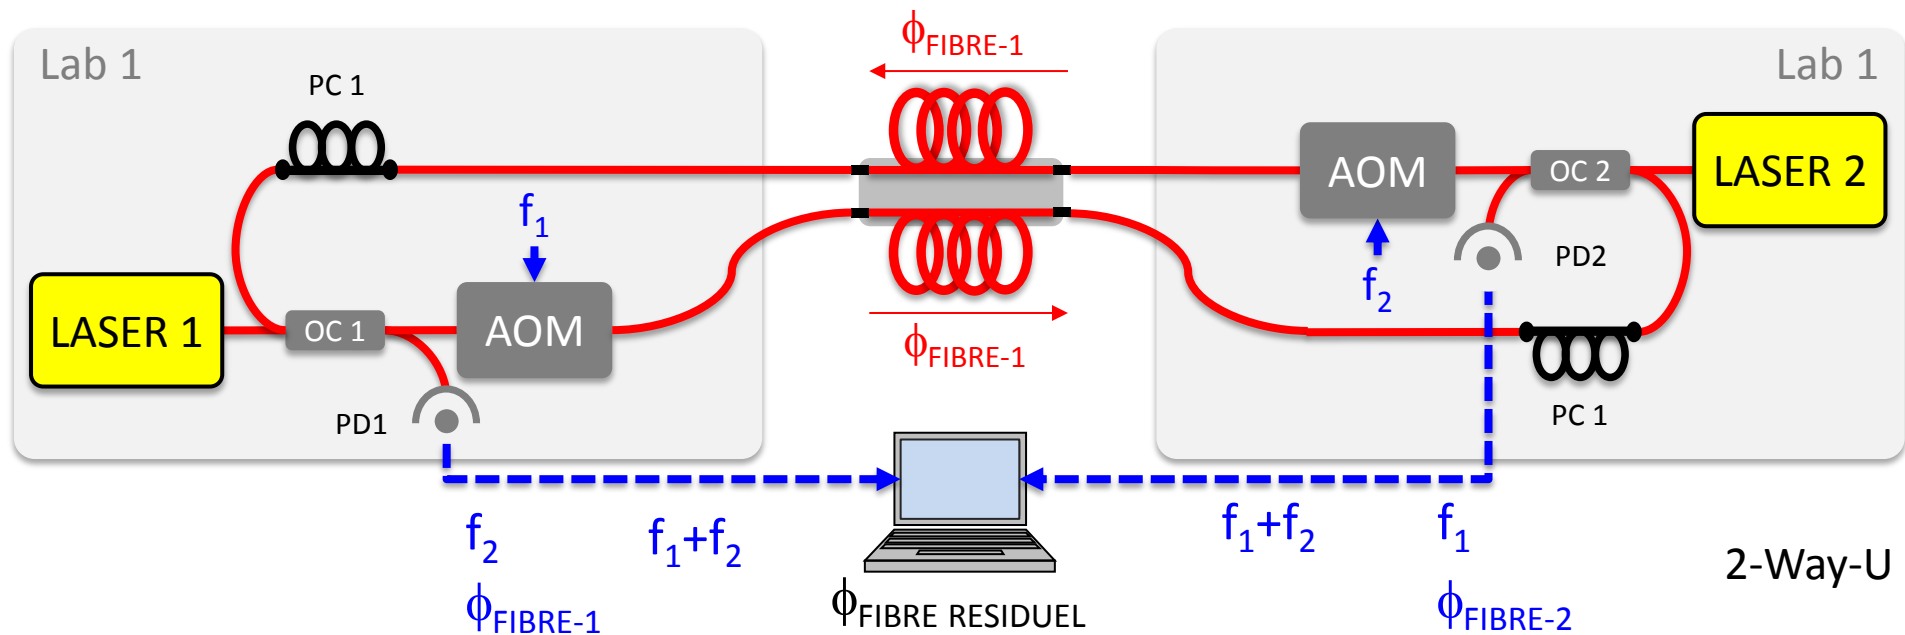 Lab 1
PC 1
f1
LASER 1
OC 1
AOM
PD1
ϕFIBRE-1
ϕFIBRE-1
Lab 1
AOM
OC 2
LASER 2
f2
PD2
PC 1
f2
f1+f2
f1+f2
f1
2-Way-U
ϕFIBRE-1
ϕFIBRE RESIDUEL
ϕFIBRE-2